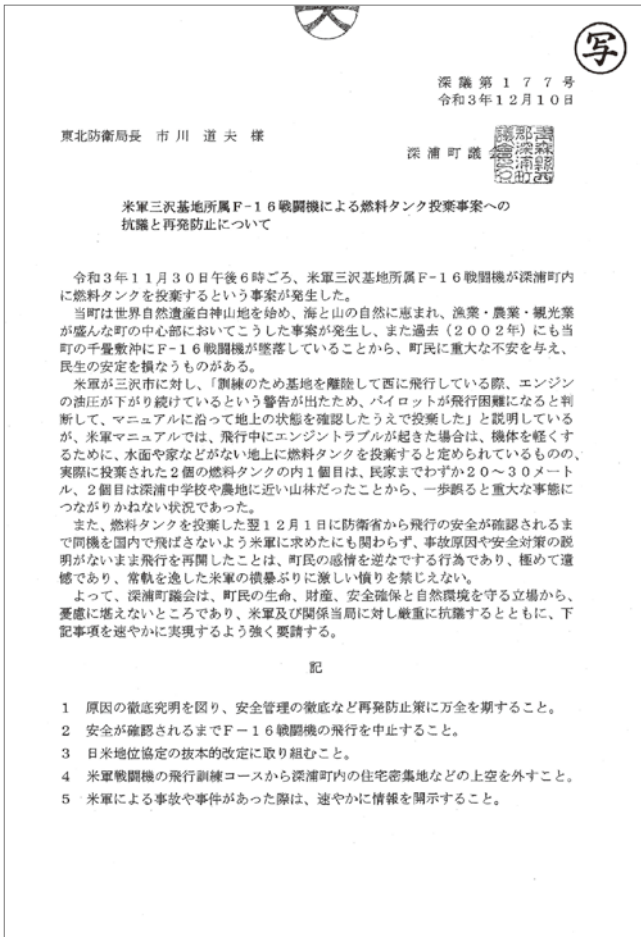 写
深議第177号
令和3年12月10日
東北防衛局長 市川 道夫 様
深浦町議会
米軍三沢基地所属F-16戦闘機による燃料タンク投棄事案への
抗議と再発防止について
令和3年11月30日午後6時ごろ、米軍三沢基地所属F-16戦闘機が深浦町内
に燃料タンクを投棄するという事案が発生した。
当町は世界自然遺産白神山地を始め、海と山の自然に恵まれ、漁業・農業・観光業
が盛んな町の中心部においてこうした事案が発生し、また過去(2002年)にも当
町の千畳敷沖にF-16戦闘機が墜落していることから、町民に重大な不安を与え、
民生の安定を損なうものがある。
米軍が三沢市に対し、「訓練のため基地を離陸して西に飛行している際、エンジン
の油圧が下がり続けているという警告が出たため、パイロットが飛行困難になると判
断して、マニュアルに沿って地上の状態を確認したうえで投棄した」と説明している
が、米軍マニュアルでは、飛行中にエンジントラブルが起きた場合は、機体を軽くす
るために、水面や家などがない地上に燃料タンクを投棄すると定められているものの、
実際に投棄された2個の燃料タンクの内1個目は、民家までわずか20~30メート
ル、2個目は深浦中学校や農地に近い山林だったことから、一歩誤ると重大な事態に
つながりかねない状況であった。
また、燃料タンクを投棄した翌12月1日に防衛省から飛行の安全が確認されるま
で同機を国内で飛ばさないよう米軍に求めたにも関わらず、事故原因や安全対策の説
明がないまま飛行を再開したことは、町民の感情を逆なでする行為であり、極めて遺
憾であり、常軌を逸した米軍の横暴ぶりに激しい憤りを禁じえない。
よって、深浦町議会は、町民の生命、財産、安全確保と自然環境を守る立場から、
憂慮に堪えないところであり、米軍及び関係当局に対し厳重に抗議するとともに、下
記事項を速やかに実現するよう強く要請する。
記
1 原因の徹底究明を図り、安全管理の徹底など再発防止策に万全を期すること。
2 安全が確認されるまでF-16戦闘機の飛行を中止すること。
3 日米地位協定の抜本的改定に取り組むこと。
4 米軍戦闘機の飛行訓練コースから深浦町内の住宅密集地などの上空を外すこと。
5 米軍による事故や事件があった際は、速やかに情報を開示すること。